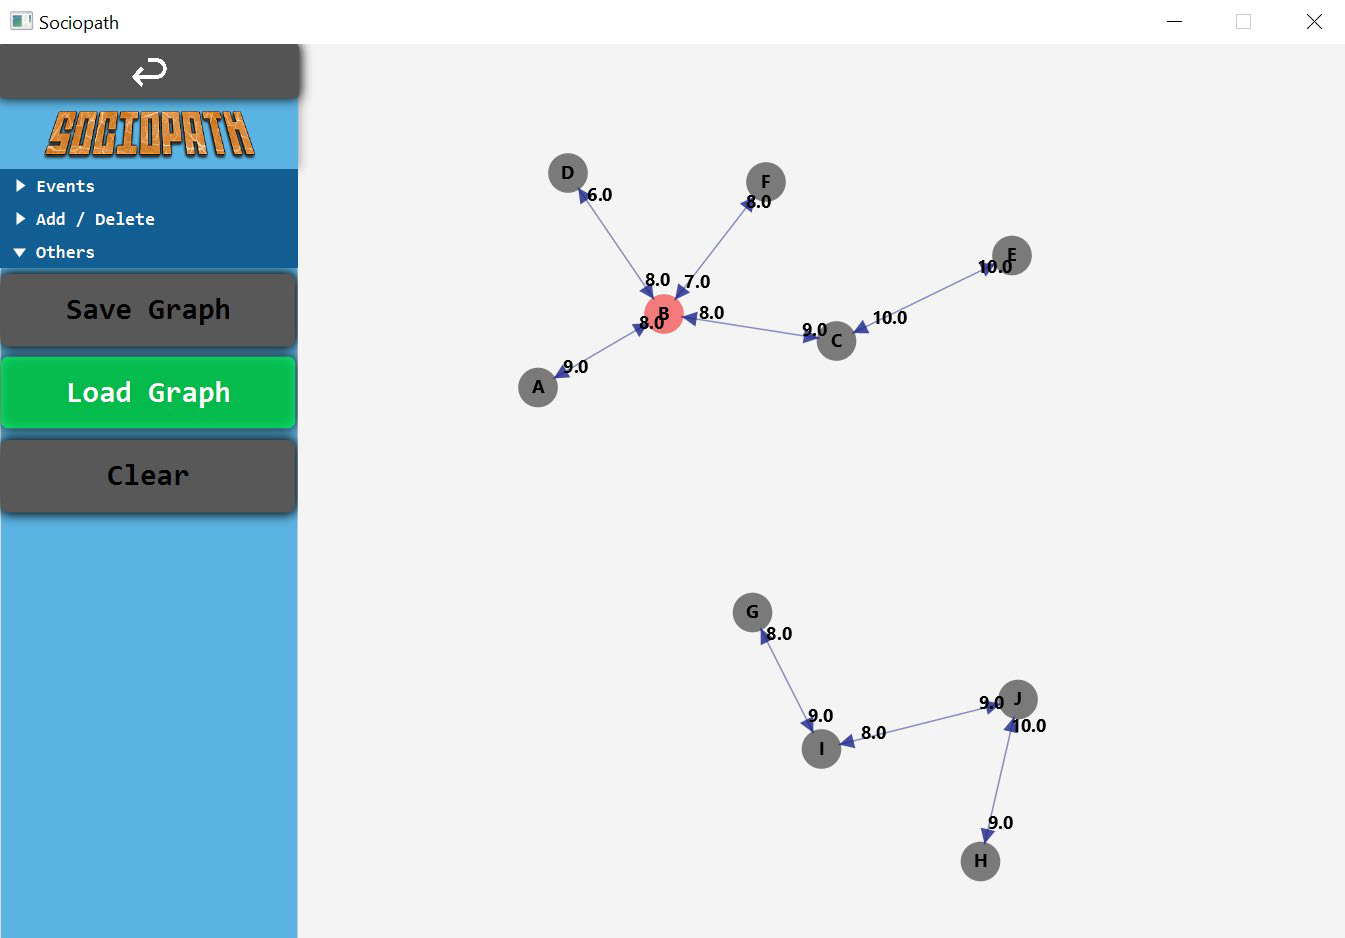 Sociopath
SOCIOPATH
Events
Add / Delete
Others
Save Graph
Load Graph
Clear
D
6.0
F
8.0
E
10.0
8.0
7.0
B
8.0
8.0
9.0
C
10.0
9.0
A
G
8.0
9.0
I
8.0
9.0
J
10.0
9.0
H